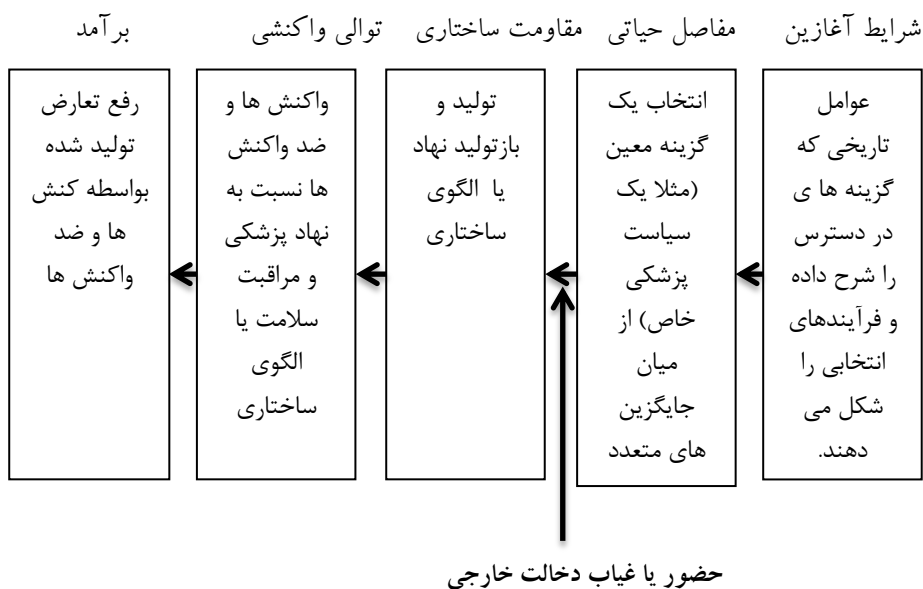 شرایط آغازین
مفاصل حیاتی
مقاومت ساختاری
توالی واکنشی
برآمد
عوامل
تاریخی که
گزینه ها ی
در دسترس
را شرح داده
و فرآیندهای
انتخابی را
شکل می
دهند.
انتخاب یک
گزینه معین
(مثلا یک
سیاست
پزشکی
خاص) از
میان
جایگزین
های متعدد
تولید و
بازتولید نهاد
یا الگوی
ساختاری
واکنش ها و
ضد واکنش
ها نسبت به
نهاد پزشکی
و مراقبت
سلامت یا
الگوی
ساختاری
رفع تعارض
تولید شده
بواسطه کنش
ها و ضد
واکنش ها
حضور یا غیاب دخالت خارجی